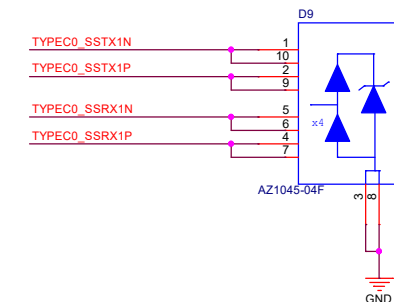 D9
TYPEC0_SSTX1N 1
10
TYPEC0_SSTX1P 2
9
TYPEC0_SSRX1N 5
6
TYPEC0_SSRX1P 4
7
x4
AZ1045-04F
3 8
GND